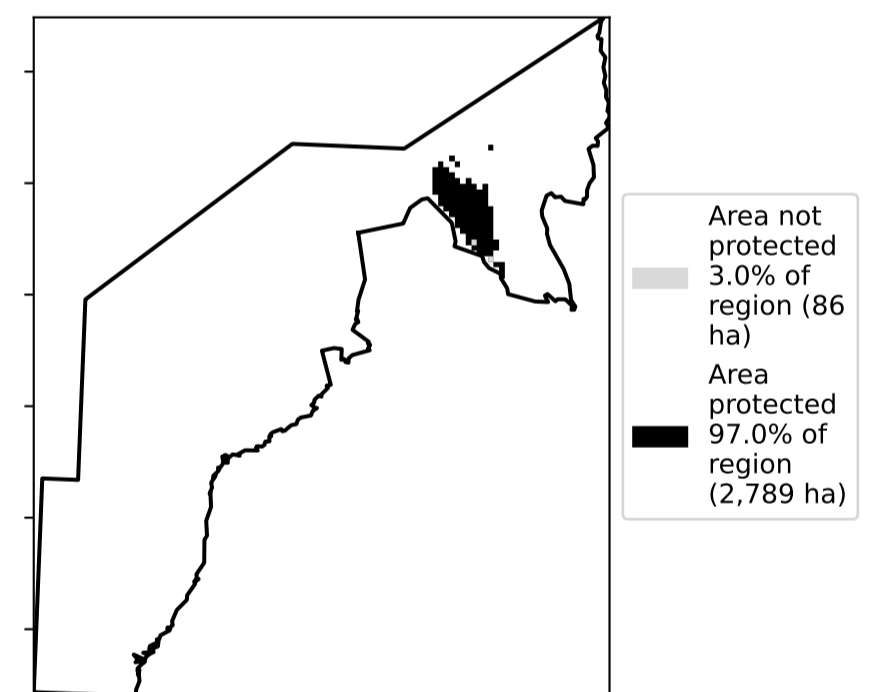 Area not
protected
3.0% of
region (86
ha)
Area
protected
97.0% of
region
(2,789 ha)